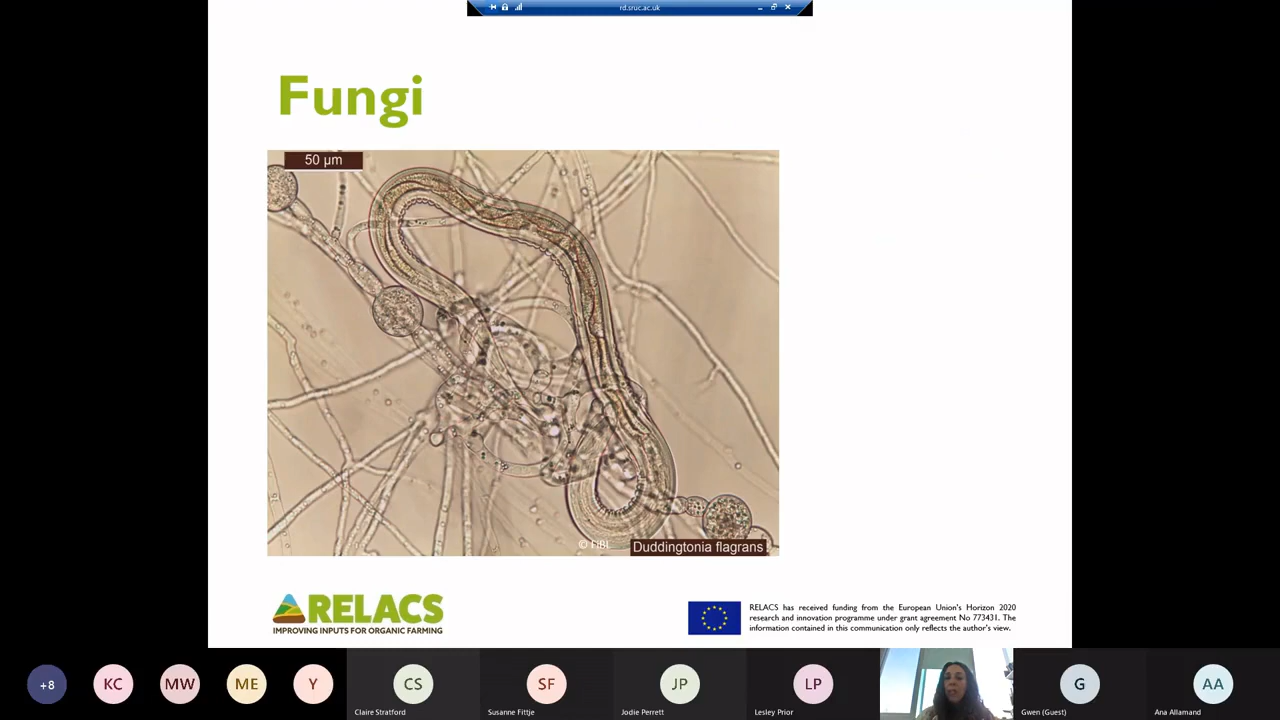 rd.sruc.ac.uk
Fungi
50 µm
© FiBL
Duddingtonia flagrans
RELACS
IMPROVING INPUTS FOR ORGANIC FARMING
RELACS has received funding from the European Union's Horizon 2020
research and innovation programme under grant agreement No 773431. The
information contained in this communication only reflects the author's view.
+8
KC
MW
ME
Y
CS
SF
JP
LP
G
AA
Claire Stratford
Susanne Fittje
Jodie Perrett
Lesley Prior
Gwen (Guest)
Ana Allamand